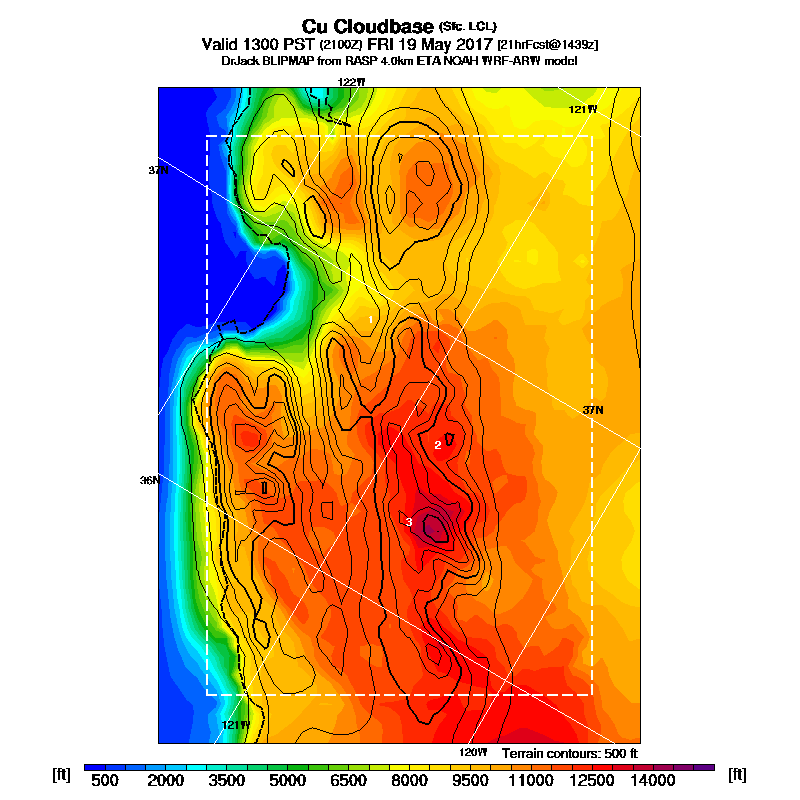 Cu Cloudbase (Sfc. LCL)
Valid 1300 PST (2100Z) FRI 19 May 2017 [21hrFcst@1439z]
DrJack BLIPMAP from RASP 4.0km ETA NOAH WRF-ARW model
122W
121W
37N
1
37N
2
36N
3
121W
120W
Terrain contours: 500 ft
[ft] 500 2000 3500 5000 6500 8000 9500 11000 12500 14000 [ft]